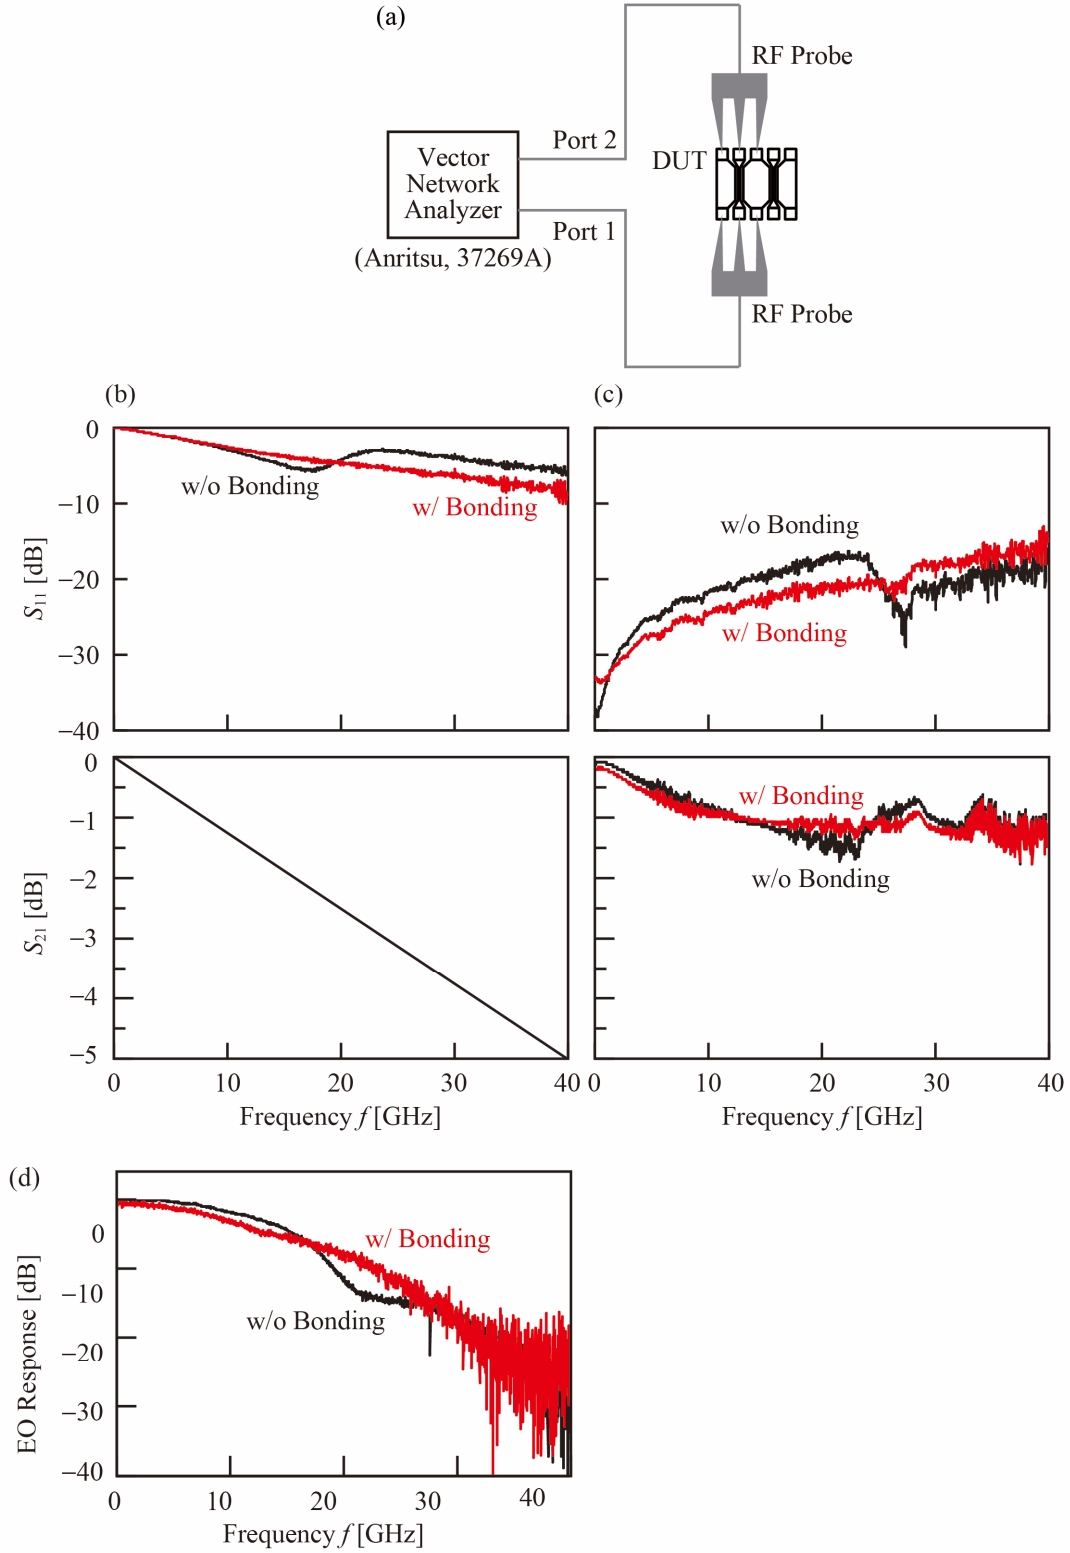 (a)
RF Probe
Port 2
Vector
Network
Analyzer
DUT
Port 1
(Anritsu, 37269A)
RF Probe
(b)
(c)
0
−10
−20
−30
−40
S11 [dB]
w/o Bonding
w/ Bonding
w/o Bonding
w/ Bonding
0
−1
−2
−3
−4
−5
S21 [dB]
w/ Bonding
w/o Bonding
0 10 20 30 40
Frequency f [GHz]
0 10 20 30 40
Frequency f [GHz]
(d)
0
−10
−20
−30
−40
EO Response [dB]
w/ Bonding
w/o Bonding
0 10 20 30 40
Frequency f [GHz]